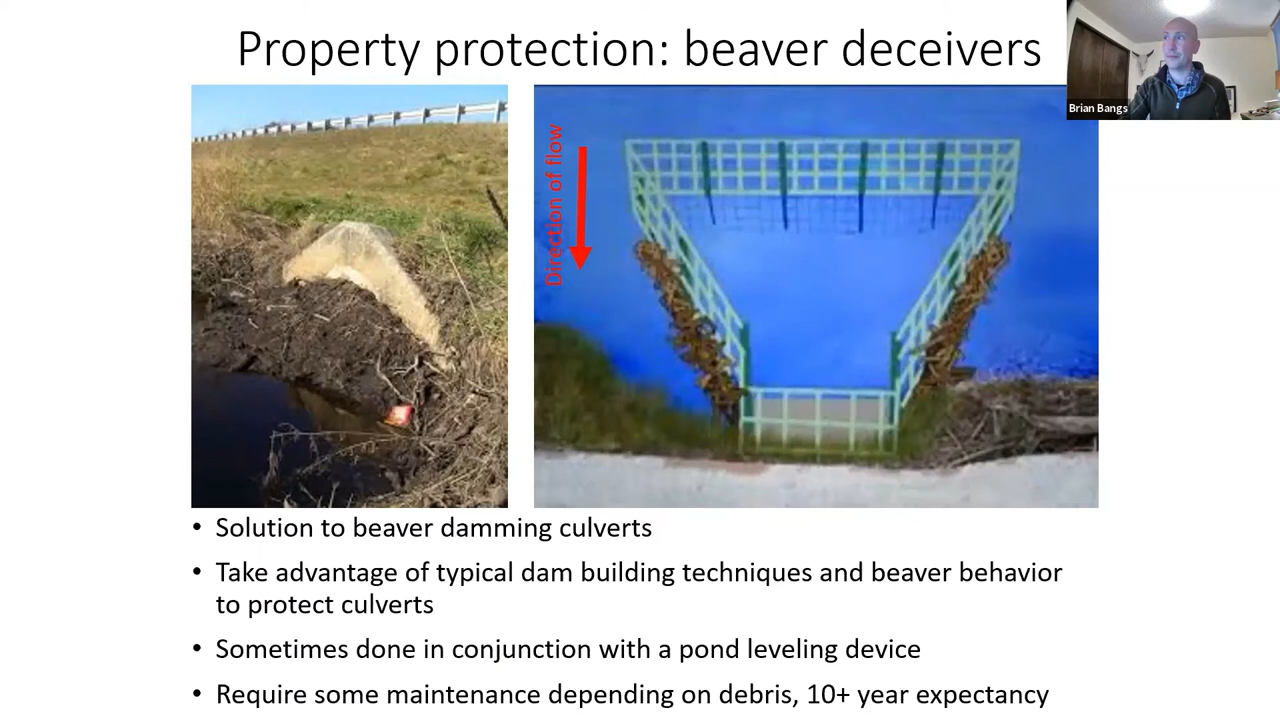 Property protection: beaver deceivers
Brian Bangs
Direction of flow
• Solution to beaver damming culverts
• Take advantage of typical dam building techniques and beaver behavior
to protect culverts
• Sometimes done in conjunction with a pond leveling device
• Require some maintenance depending on debris, 10+ year expectancy